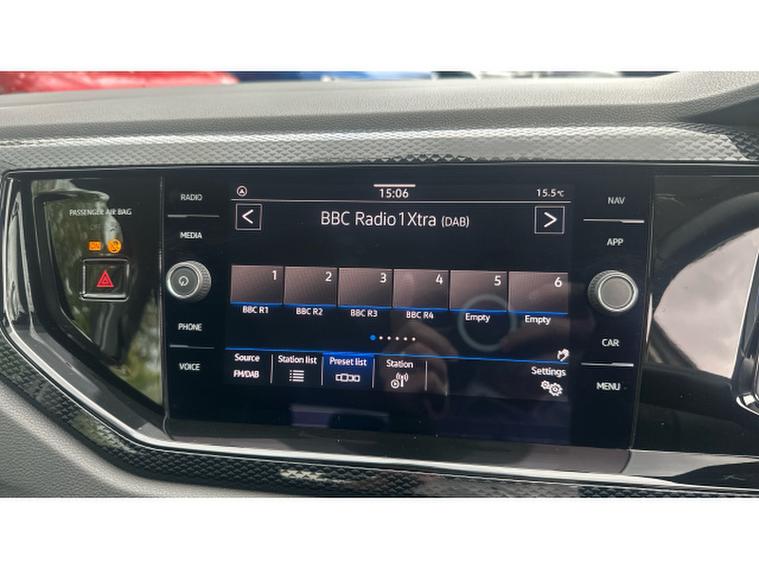 PASSENGER AIR BAG
ON
RADIO
MEDIA
PHONE
VOICE
15:06
15.5°C
BBC Radio1Xtra (DAB)
1 2 3 4 5 6
BBC R1 BBC R2 BBC R3 BBC R4 Empty Empty
Source Station list Preset list Station Settings
FM/DAB
NAV
APP
CAR
MENU